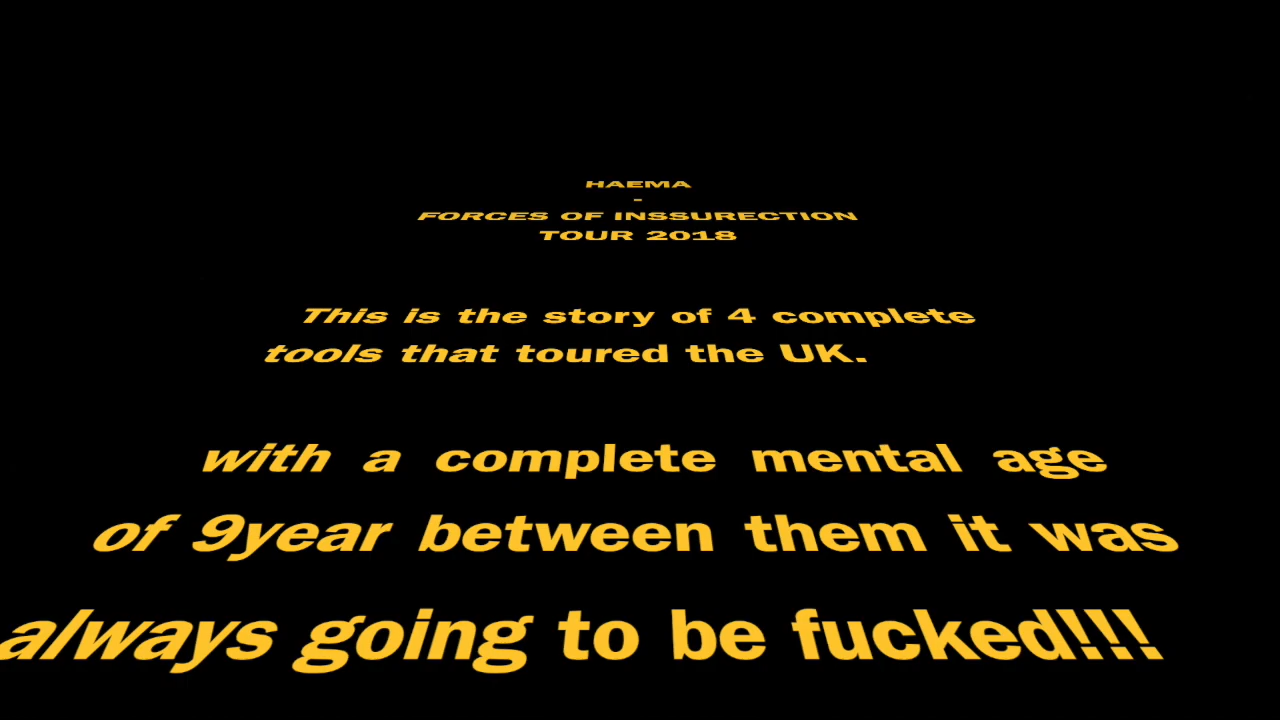 HAEMA
-
FORCES OF INSSURECTION
TOUR 2018
This is the story of 4 complete
tools that toured the UK.
with a complete mental age
of 9year between them it was
always going to be fucked!!!